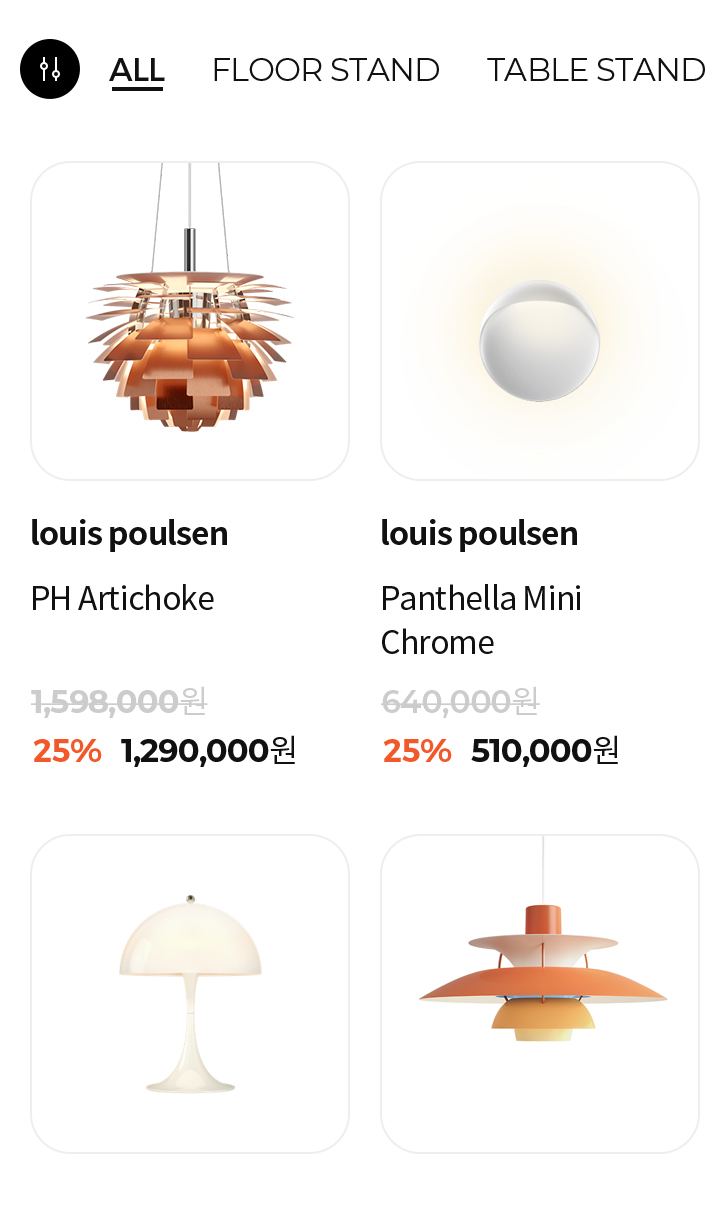 ALL FLOOR STAND TABLE STAND
louis poulsen
PH Artichoke
1,598,000원
25% 1,290,000원
louis poulsen
Panthella Mini
Chrome
640,000원
25% 510,000원